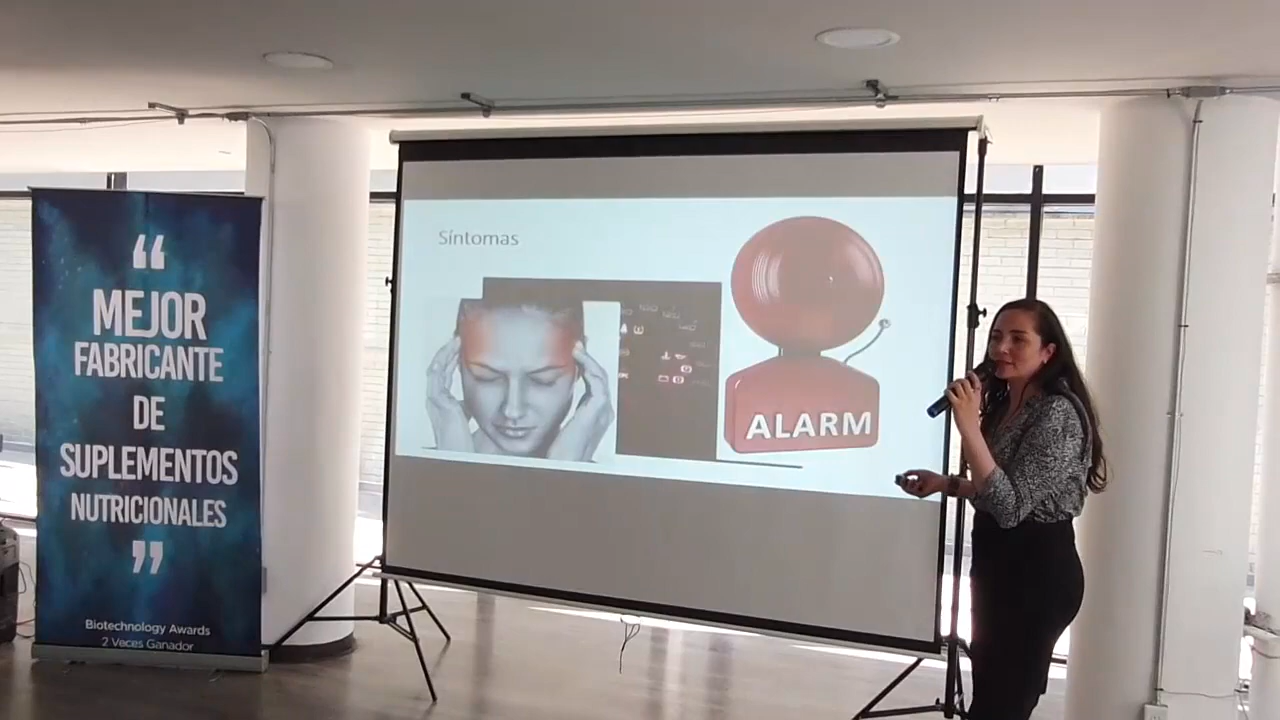 “
MEJOR
FABRICANTE
DE
SUPLEMENTOS
NUTRICIONALES
”
Biotechnology Awards
2 Veces Ganador
Síntomas
ALARM